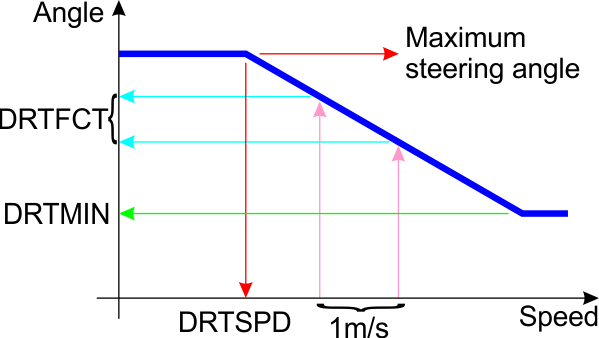 Angle
Maximum
steering angle
DRTFCT
DRTMIN
DRTSPD
1m/s
Speed